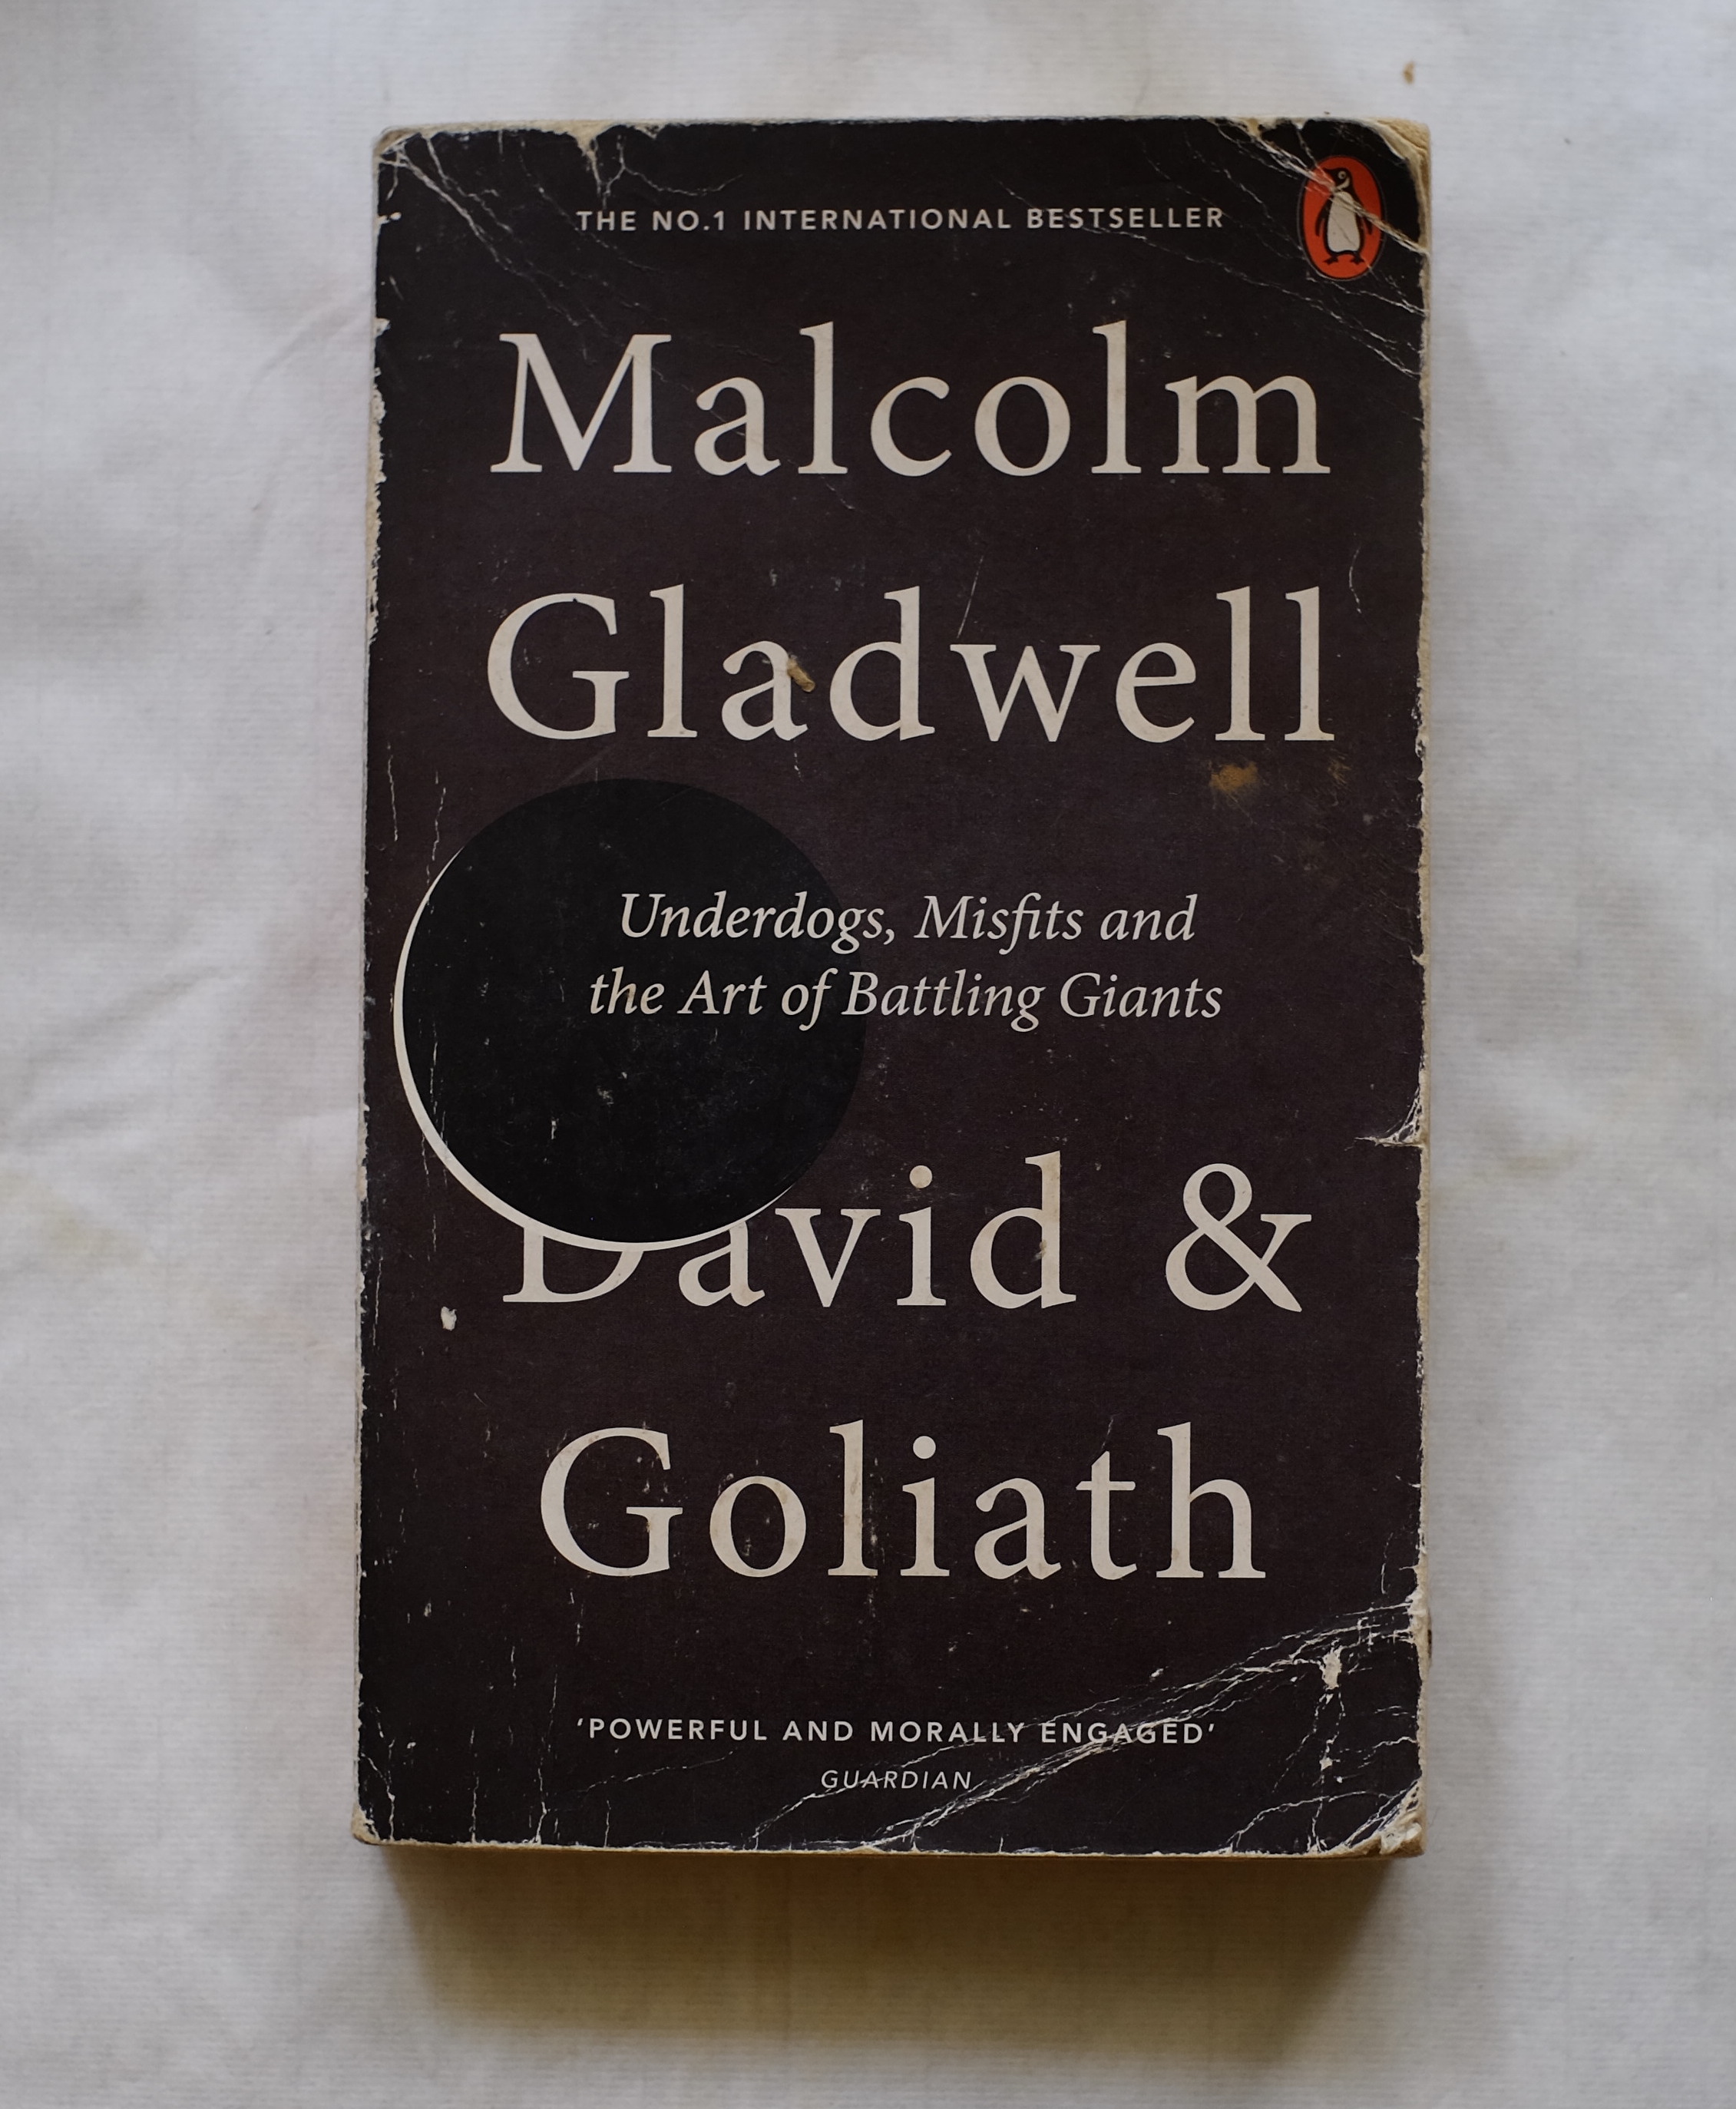 THE NO.1 INTERNATIONAL BESTSELLER
Malcolm
Gladwell
Underdogs, Misfits and
the Art of Battling Giants
David &
Goliath
‘POWERFUL AND MORALLY ENGAGED’
GUARDIAN